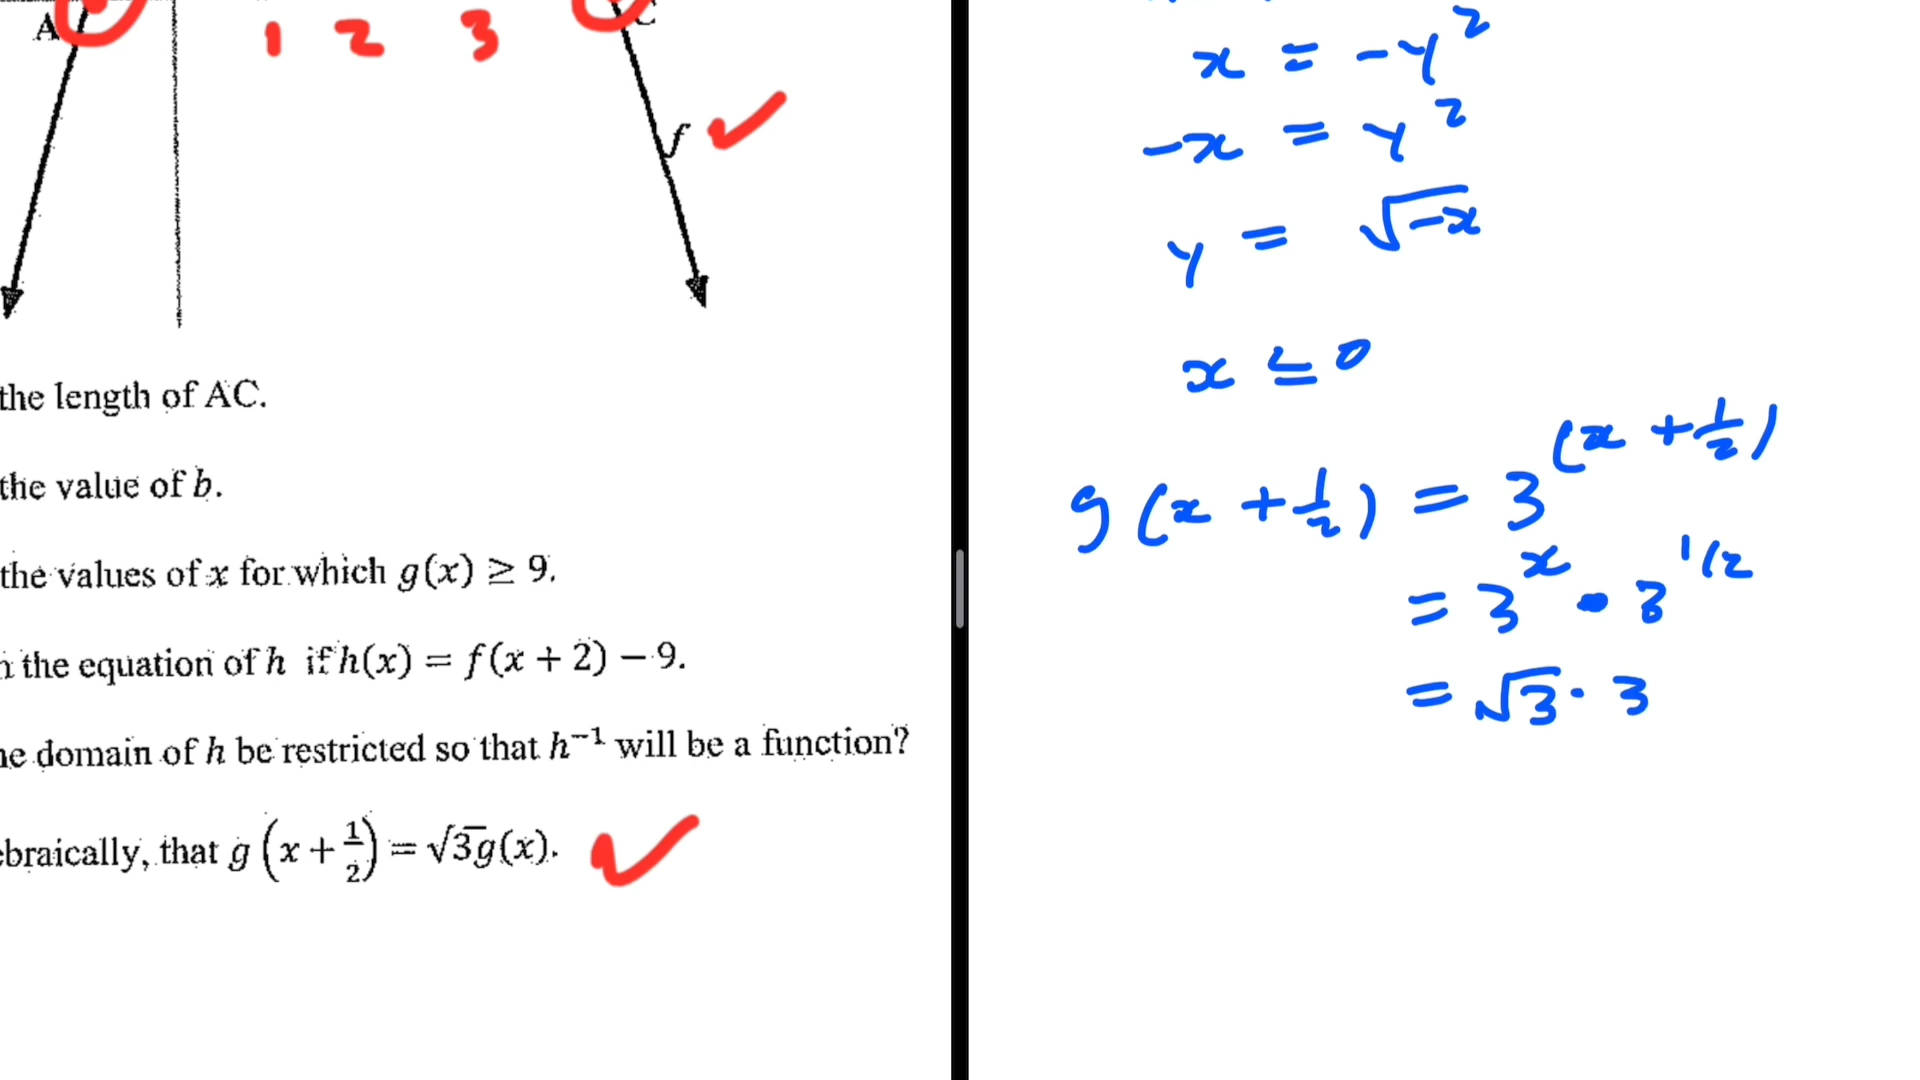 A
1 2 3
C
f
the length of AC.
the value of b.
the values of x for which g(x) ≥ 9.
the equation of h if h(x) = f(x + 2) − 9.
domain of h be restricted so that h⁻¹ will be a function?
braically, that g (x + 1/2) = √3g(x).
x = -y²
-x = y²
y = √-x
x ≤ 0
g(x + 1/2) = 3^(x + 1/2)
= 3^x · 3^1/2
= √3 · 3